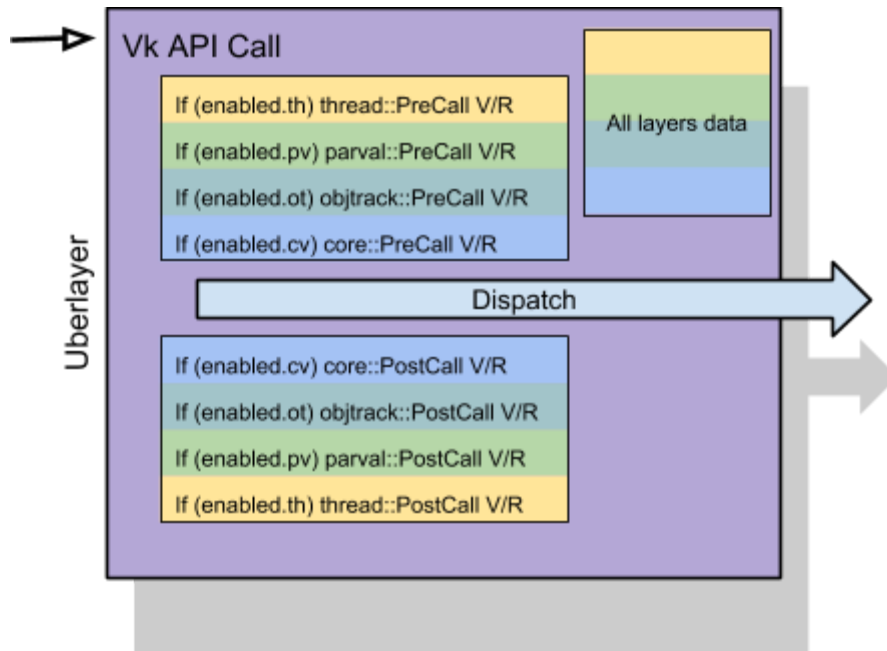 Vk API Call
If (enabled.th) thread::PreCall V/R
If (enabled.pv) parval::PreCall V/R
If (enabled.ot) objtrack::PreCall V/R
If (enabled.cv) core::PreCall V/R
All layers data
Uberlayer
Dispatch
If (enabled.cv) core::PostCall V/R
If (enabled.ot) objtrack::PostCall V/R
If (enabled.pv) parval::PostCall V/R
If (enabled.th) thread::PostCall V/R